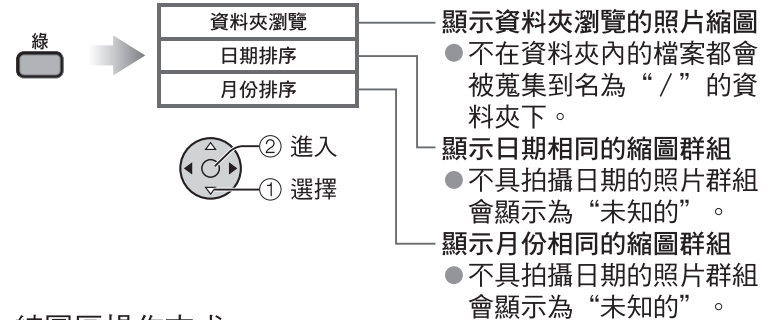 綠
資料夾瀏覽
日期排序
月份排序
② 進入
① 選擇
顯示資料夾瀏覽的照片縮圖
●不在資料夾內的檔案都會
被蒐集到名為“/”的資
料夾下。
顯示日期相同的縮圖群組
●不具拍攝日期的照片群組
會顯示為“未知的”。
顯示月份相同的縮圖群組
●不具拍攝日期的照片群組
會顯示為“未知的”。